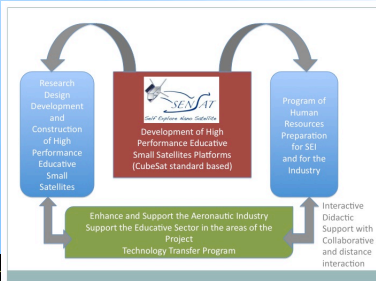 Research
Design
Development
and
Construction
of High
Performance
Educative
Small
Satellites
SENSAT
Self Explore Nano Satellite
Development of High
Performance Educative
Small Satellites Platforms
(CubeSat standard based)
Program of
Human
Resources
Preparation
for SEI
and for the
Industry
Enhance and Support the Aeronautic Industry
Support the Educative Sector in the areas of the
Project
Technology Transfer Program
Interactive
Didactic
Support with
Collaborative
and distance
interaction